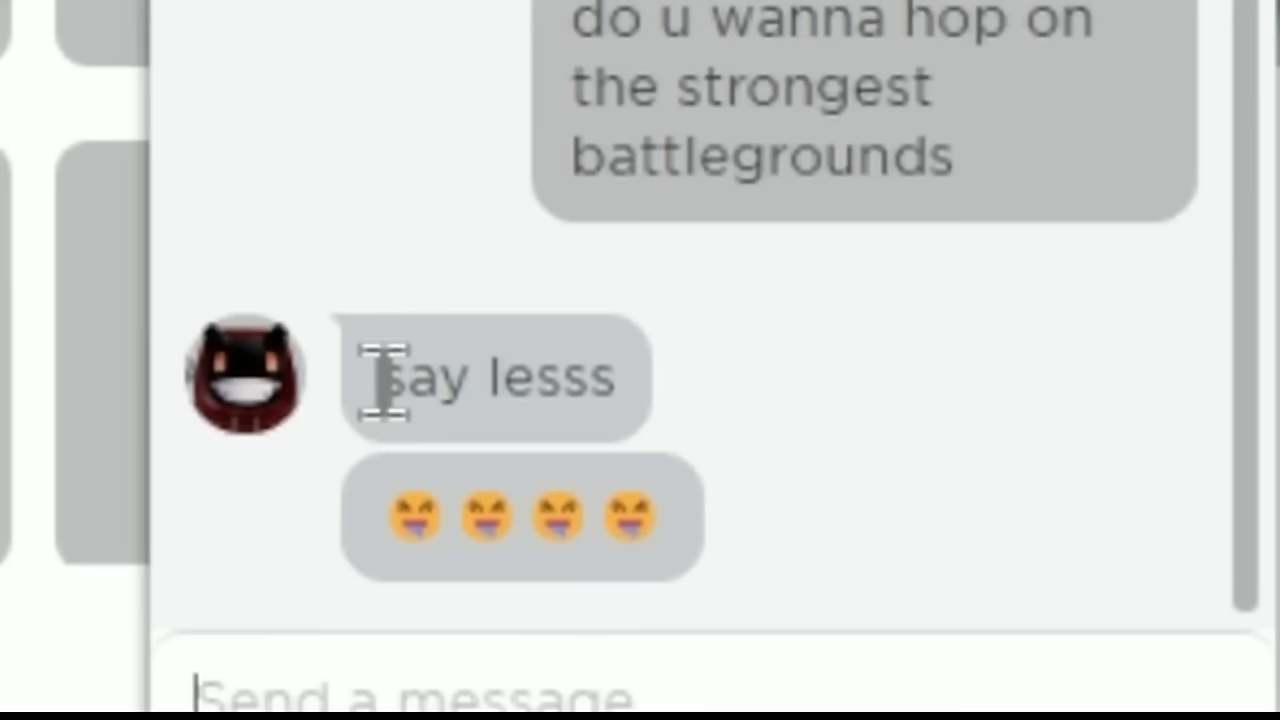 do u wanna hop on
the strongest
battlegrounds
say lesss
😝😝😝😝
Send a message